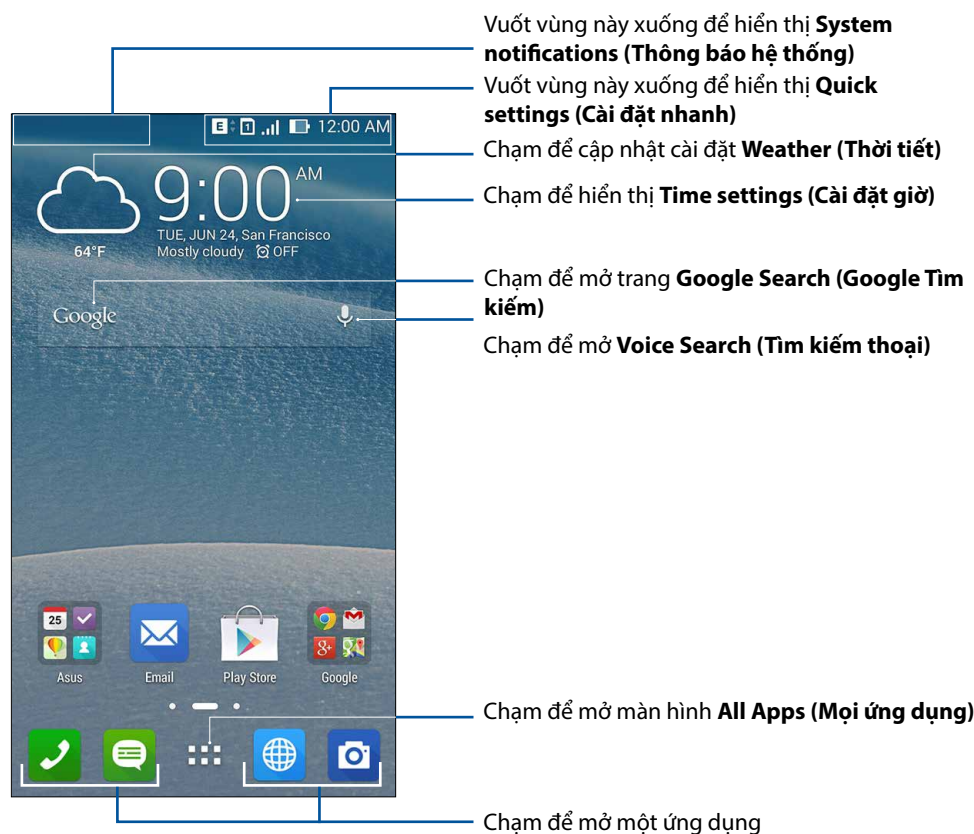 Vuốt vùng này xuống để hiển thị System
notifications (Thông báo hệ thống)
Vuốt vùng này xuống để hiển thị Quick
settings (Cài đặt nhanh)
E 1 12:00 AM
Chạm để cập nhật cài đặt Weather (Thời tiết)
9:00 AM
Chạm để hiển thị Time settings (Cài đặt giờ)
TUE, JUN 24, San Francisco
64°F Mostly cloudy OFF
Chạm để mở trang Google Search (Google Tìm
kiếm)
Google
Chạm để mở Voice Search (Tìm kiếm thoại)
25
8+
Asus Email Play Store Google
Chạm để mở màn hình All Apps (Mọi ứng dụng)
Chạm để mở một ứng dụng